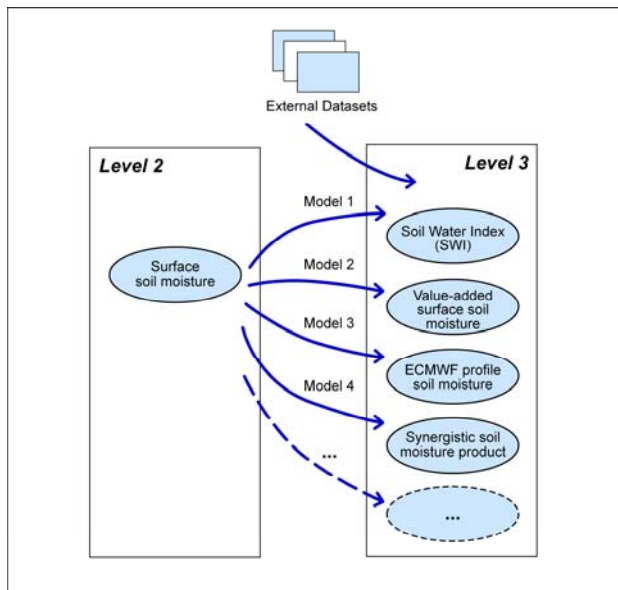 External Datasets
Level 2
Level 3
Model 1
Soil Water Index
(SWI)
Surface
soil moisture
Model 2
Value-added
surface soil
moisture
Model 3
ECMWF profile
soil moisture
Model 4
Synergistic soil
moisture product
...
...